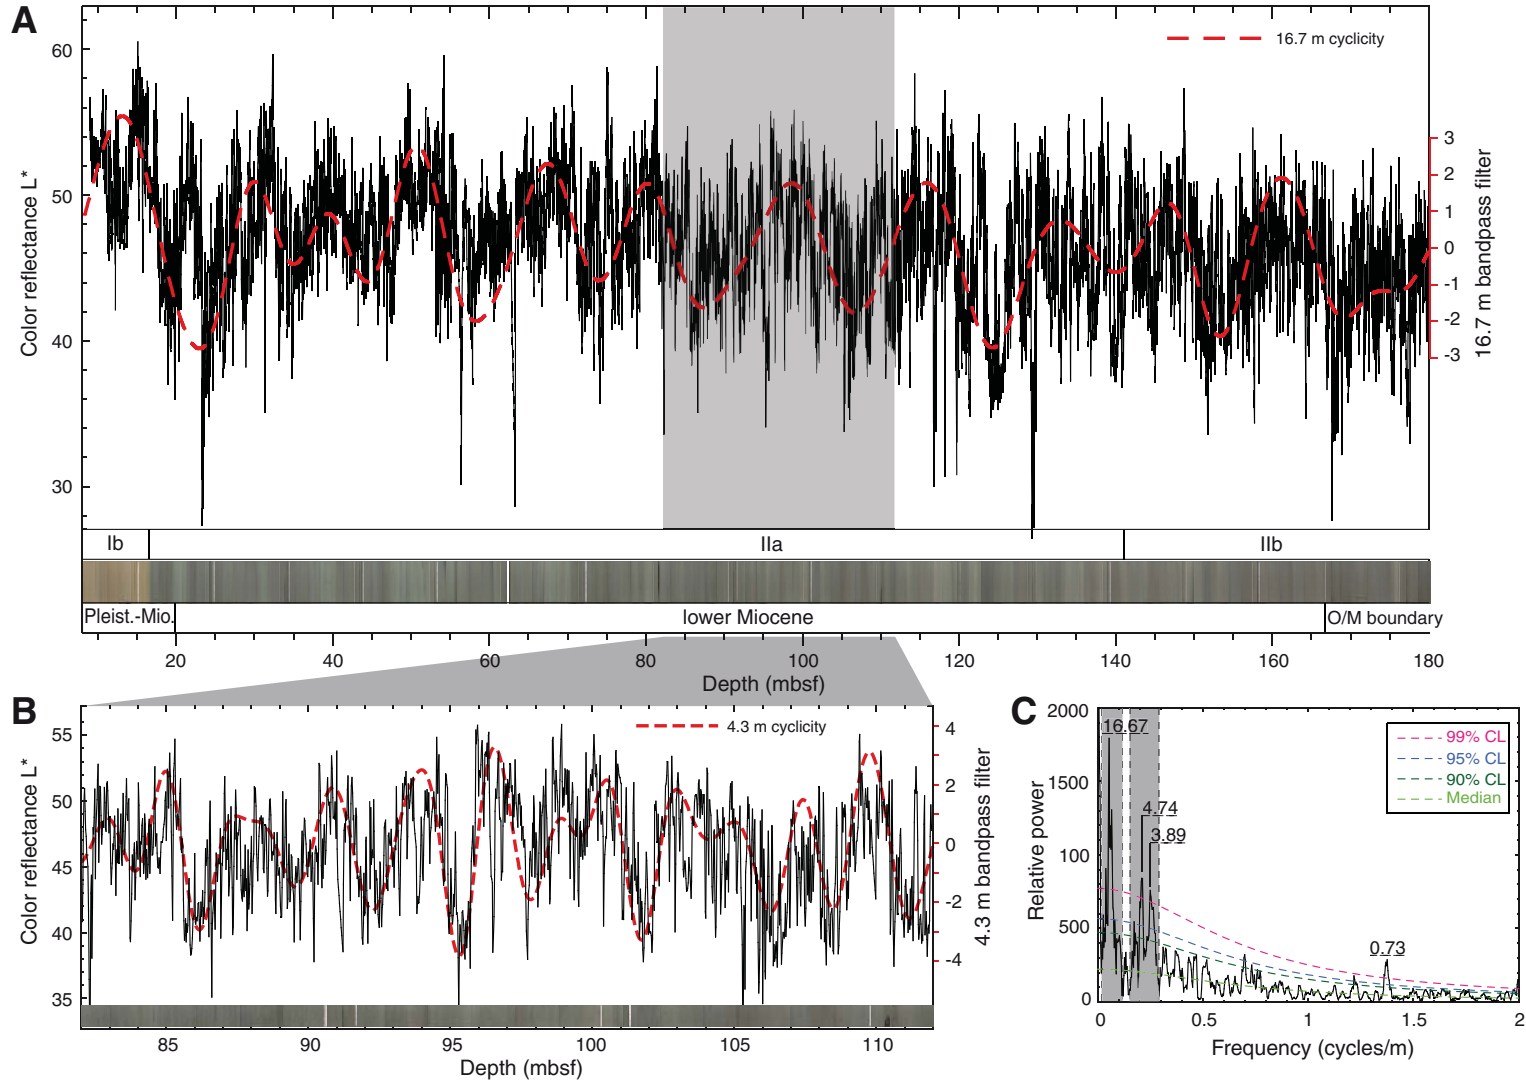 A
16.7 m cyclicity
60
50
40
30
Color reflectance L*
3
2
1
0
-1
-2
-3
16.7 m bandpass filter
Ib
IIa
IIb
Pleist.-Mio.
lower Miocene
O/M boundary
20
40
60
80
100
120
140
160
180
Depth (mbsf)
B
4.3 m cyclicity
55
50
45
40
35
Color reflectance L*
4
2
0
-2
-4
4.3 m bandpass filter
85
90
95
100
105
110
Depth (mbsf)
C
2000
1500
100
500
0
Relative power
16.67
4.74
3.89
0.73
99% CL
95% CL
90% CL
Median
0
0.5
1
1.5
2
Frequency (cycles/m)